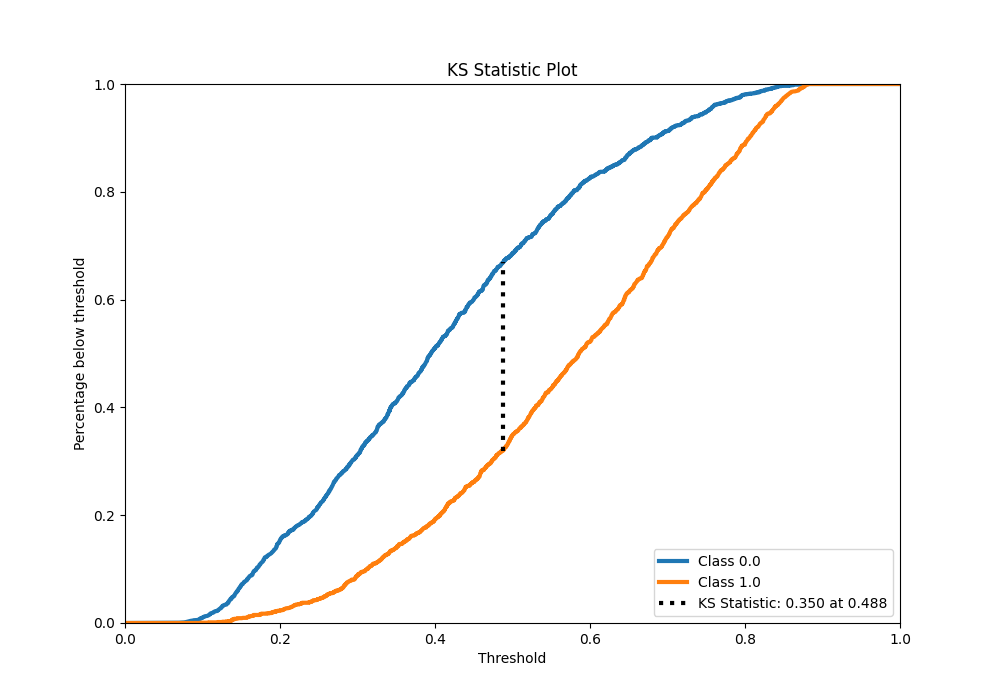 KS Statistic Plot
Percentage below threshold
1.0
0.8
0.6
0.4
0.2
0.0
0.0 0.2 0.4 0.6 0.8 1.0
Threshold
Class 0.0
Class 1.0
KS Statistic: 0.350 at 0.488